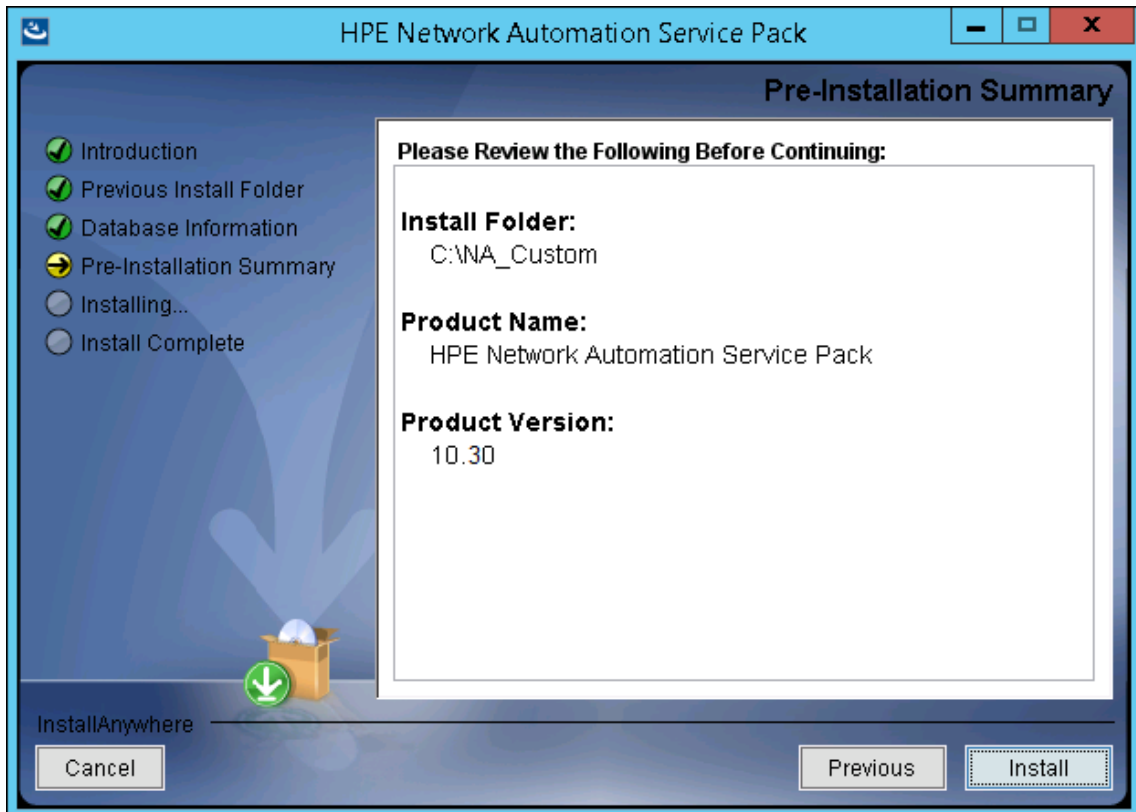 HPE Network Automation Service Pack
Pre-Installation Summary
Introduction
Previous Install Folder
Database Information
Pre-Installation Summary
Installing...
Install Complete
Please Review the Following Before Continuing:
Install Folder:
C:\NA_Custom
Product Name:
HPE Network Automation Service Pack
Product Version:
10.30
InstallAnywhere
Cancel
Previous
Install